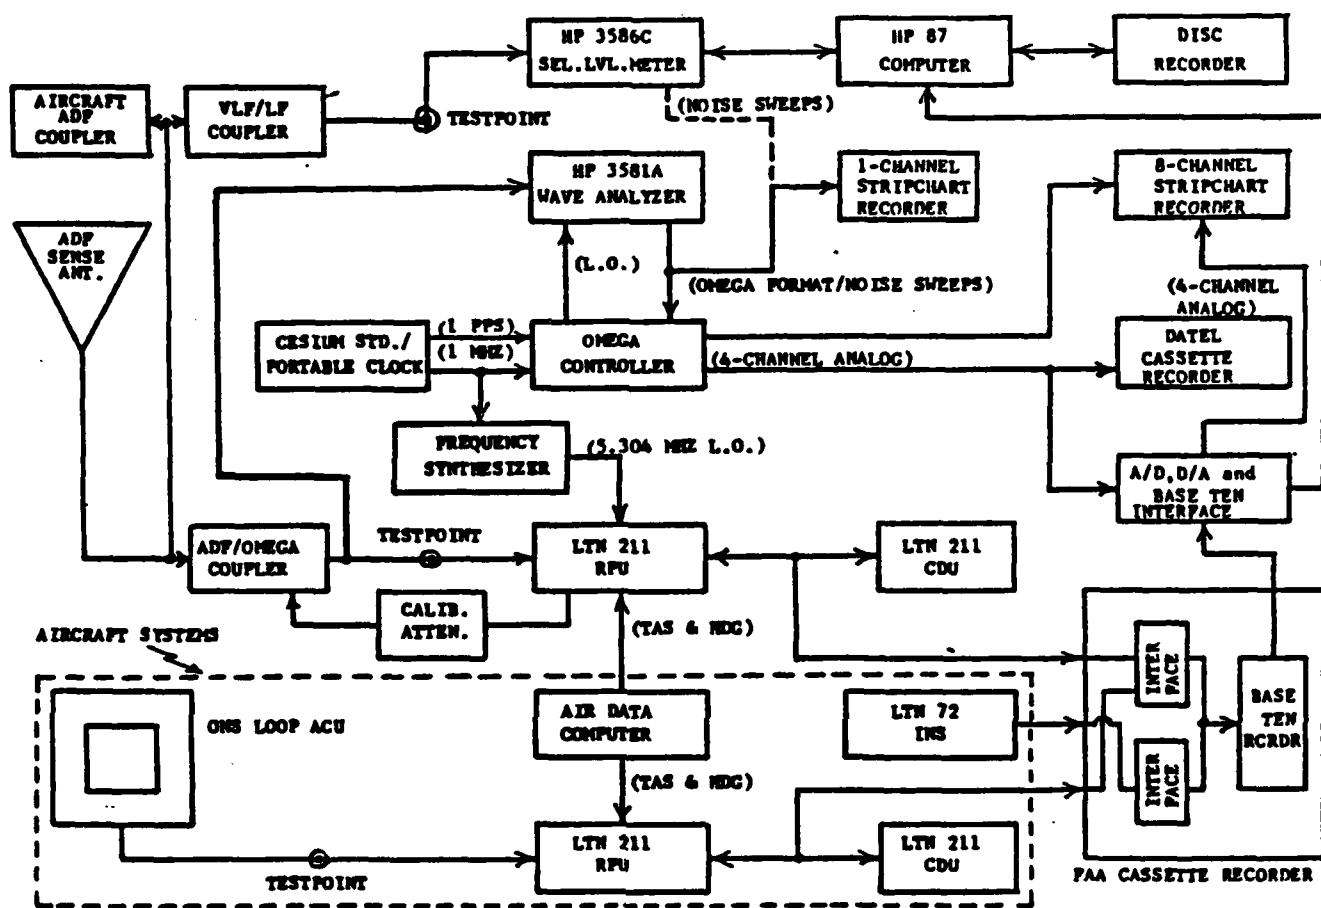 HP 3586C
SEL.LVL.METER
HP 87
COMPUTER
DISC
RECORDER
AIRCRAFT
ADF
COUPLER
VLF/LF
COUPLER
TESTPOINT
(NOISE SWEEPS)
HP 3581A
WAVE ANALYZER
1-CHANNEL
STRIPCHART
RECORDER
8-CHANNEL
STRIPCHART
RECORDER
ADF
SENSE
ANT.
(L.O.)
(OMEGA FORMAT/NOISE SWEEPS)
(4-CHANNEL
ANALOG)
CESIUM STD./
PORTABLE CLOCK
(1 PPS)
(1 MHZ)
OMEGA
CONTROLLER
(4-CHANNEL ANALOG)
DATEL
CASSETTE
RECORDER
FREQUENCY
SYNTHESIZER
(5.304 MHZ L.O.)
A/D,D/A and
BASE TEN
INTERFACE
ADF/OMEGA
COUPLER
TESTPOINT
LTN 211
RPU
LTN 211
CDU
CALIB.
ATTEN.
(TAS & HDG)
AIRCRAFT SYSTEMS
INTER
FACE
BASE
TEN
RCRDR
ONS LOOP ACU
AIR DATA
COMPUTER
LTN 72
INS
INTER
FACE
(TAS & HDG)
LTN 211
RPU
LTN 211
CDU
TESTPOINT
FAA CASSETTE RECORDER